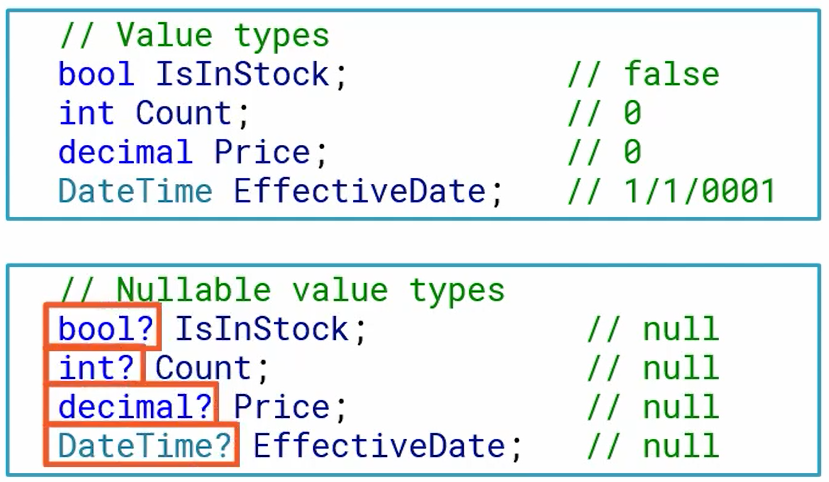 // Value types
bool IsInStock;            // false
int Count;                 // 0
decimal Price;             // 0
DateTime EffectiveDate;   // 1/1/0001
// Nullable value types
bool? IsInStock;            // null
int? Count;                 // null
decimal? Price;             // null
DateTime? EffectiveDate;   // null